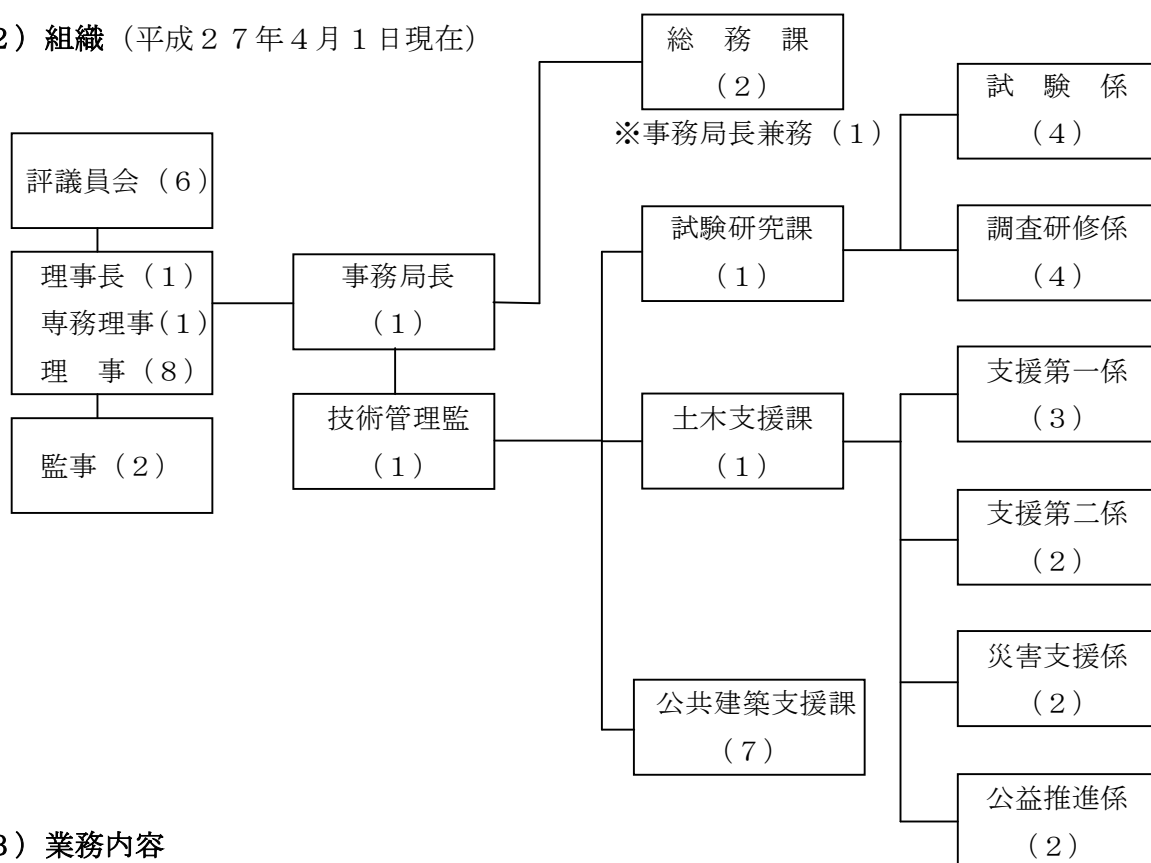 ２）組織（平成２７年４月１日現在）
総　務　課
（２）
※事務局長兼務（１）
評議員会（６）
理事長（１）
専務理事（１）
理　事（８）
監事（２）
事務局長
（１）
技術管理監
（１）
試験研究課
（１）
土木支援課
（１）
公共建築支援課
（７）
試　験　係
（４）
調査研修係
（４）
支援第一係
（３）
支援第二係
（２）
災害支援係
（２）
公益推進係
（２）
３）業務内容